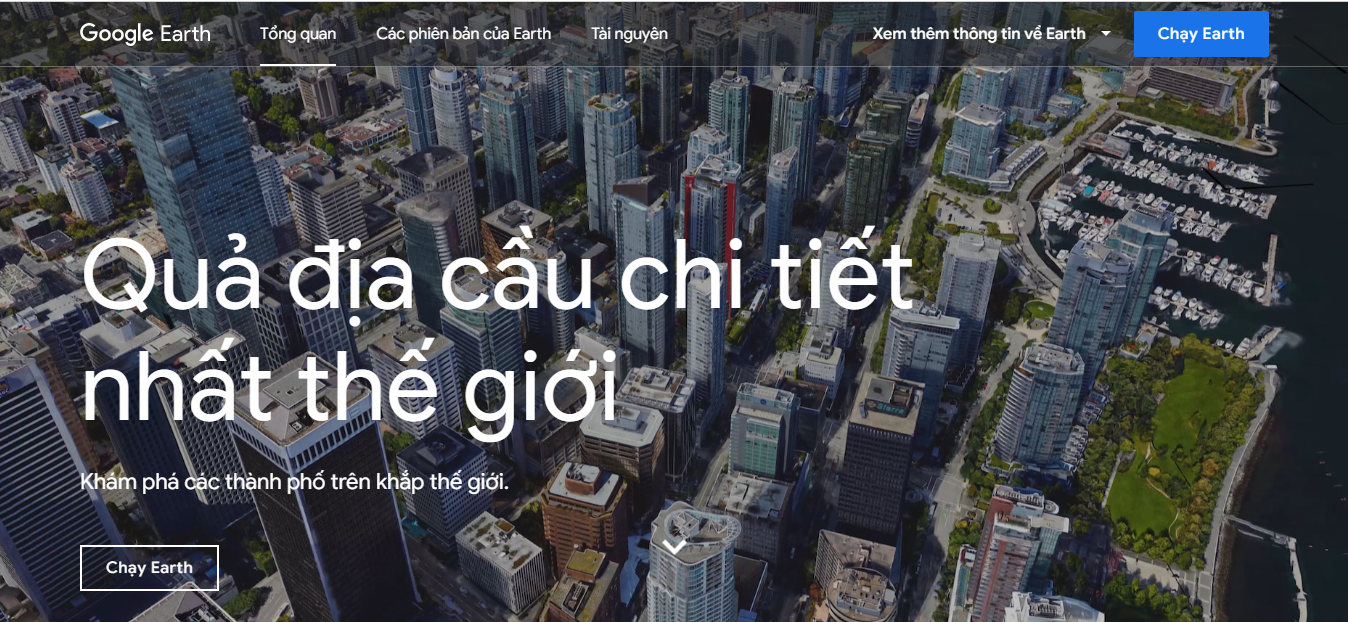 Google Earth
Tổng quan
Các phiên bản của Earth
Tài nguyên
Xem thêm thông tin về Earth
Chạy Earth
Quả địa cầu chi tiết
nhất thế giới
Khám phá các thành phố trên khắp thế giới.
Chạy Earth